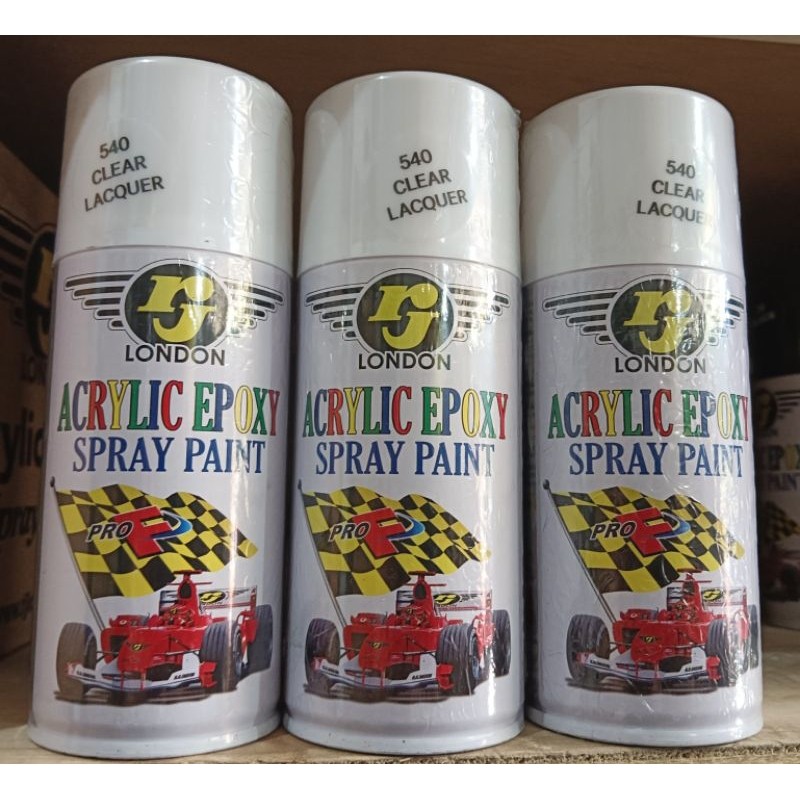 540
CLEAR
LACQUER
rj
LONDON
ACRYLIC EPOXY
SPRAY PAINT
PRO F
540
CLEAR
LACQUER
rj
LONDON
ACRYLIC EPOXY
SPRAY PAINT
PRO F
540
CLEAR
LACQUER
rj
LONDON
ACRYLIC EPOXY
SPRAY PAINT
PRO F